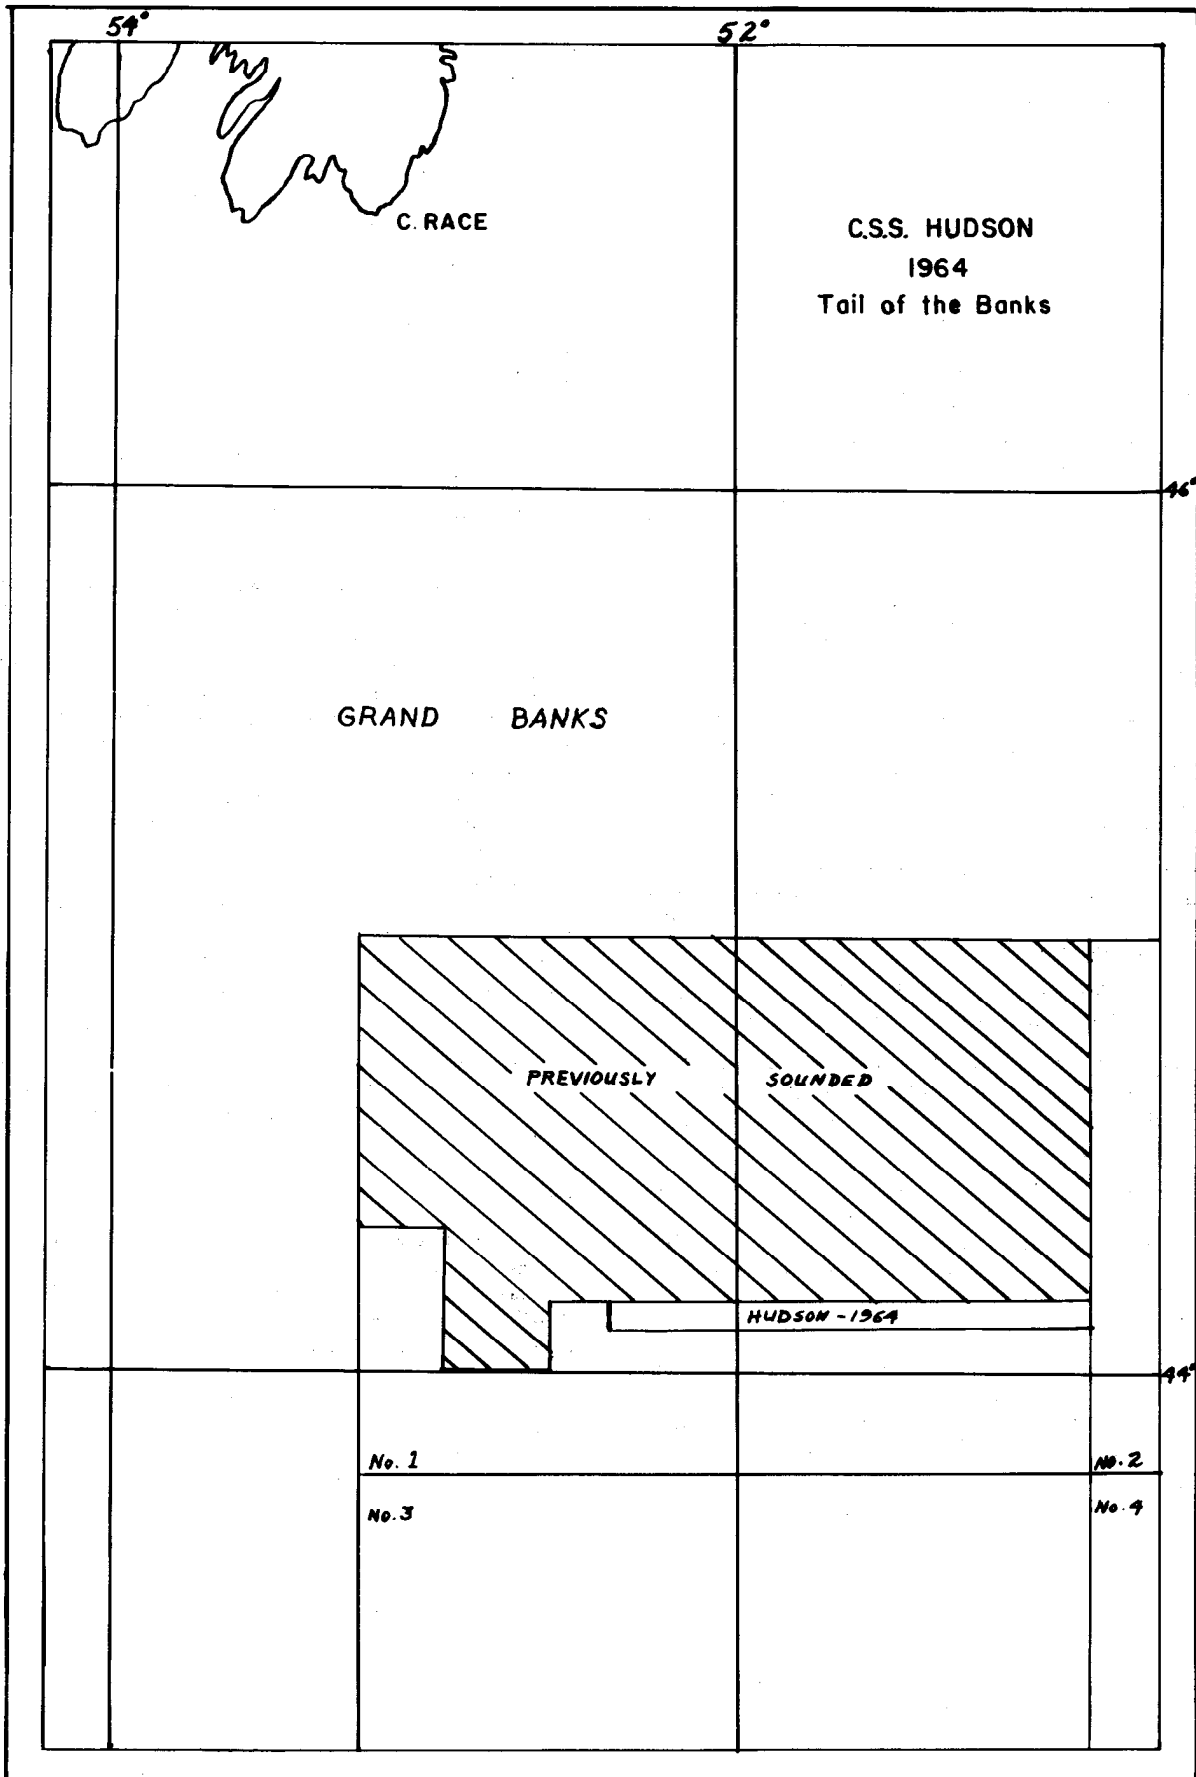 54° 52°
C. RACE
C.S.S. HUDSON
1964
Tail of the Banks
46°
GRAND BANKS
PREVIOUSLY SOUNDED
HUDSON - 1964
44°
No. 1 No. 2
No. 3 No. 4